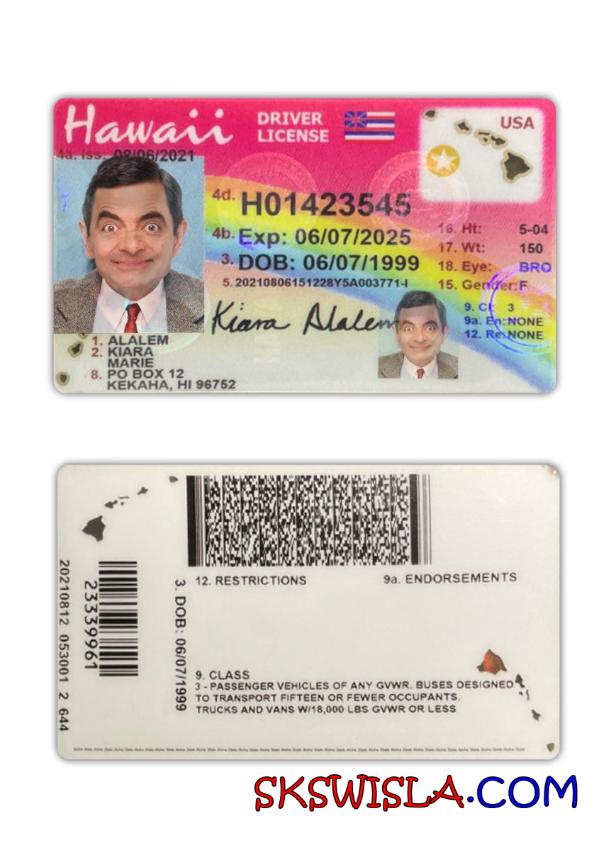 Hawaii
DRIVER
LICENSE
USA
4a. Iss: 08/06/2021
4d. H01423545
4b. Exp: 06/07/2025
3. DOB: 06/07/1999
5. 20210806151228Y5A003771-I
16. Ht: 5-04
17. Wt: 150
18. Eye: BRO
15. Gender: F
9. Cl: 3
9a. En: NONE
12. Re: NONE
Kiara Alalem
1. ALALEM
2. KIARA
MARIE
8. PO BOX 12
KEKAHA, HI 96752
20210812 053001 2 644
23339961
3. DOB: 06/07/1999
12. RESTRICTIONS
9a. ENDORSEMENTS
9. CLASS
3 - PASSENGER VEHICLES OF ANY GVWR. BUSES DESIGNED
TO TRANSPORT FIFTEEN OR FEWER OCCUPANTS.
TRUCKS AND VANS W/18,000 LBS GVWR OR LESS
SKSWISLA.COM